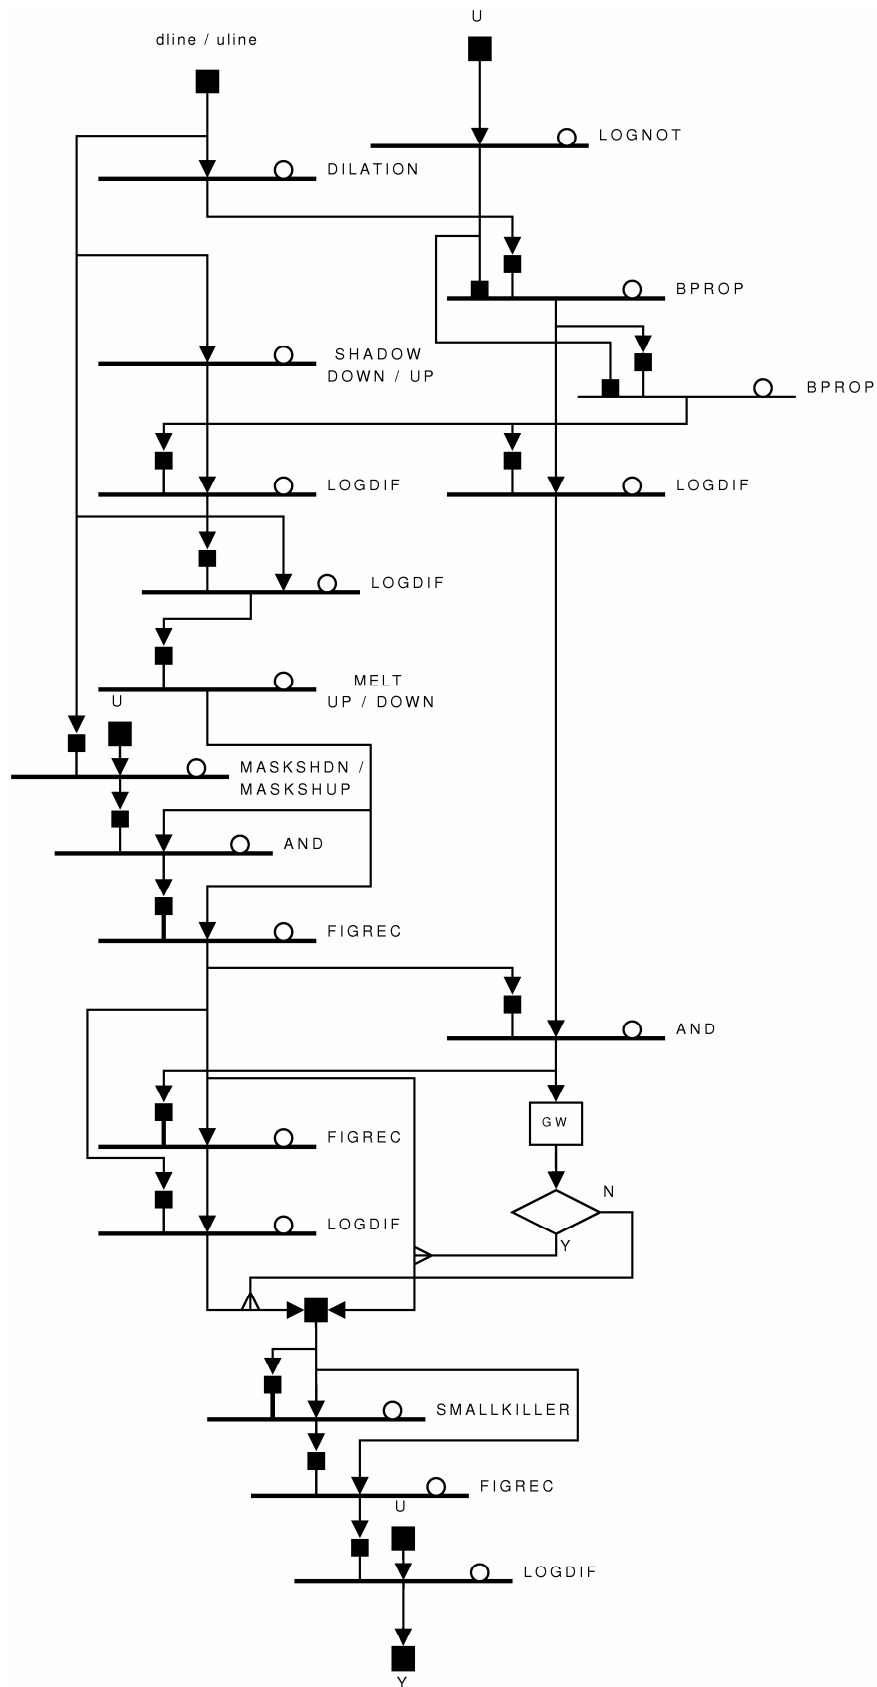 U
dline / uline
LOGNOT
DILATION
BPROP
SHADOW
DOWN / UP
BPROP
LOGDIF
LOGDIF
LOGDIF
MELT
UP / DOWN
U
MASKSHDN /
MASKSHUP
AND
FIGREC
AND
GW
FIGREC
N
LOGDIF
Y
SMALLKILLER
FIGREC
U
LOGDIF
Y